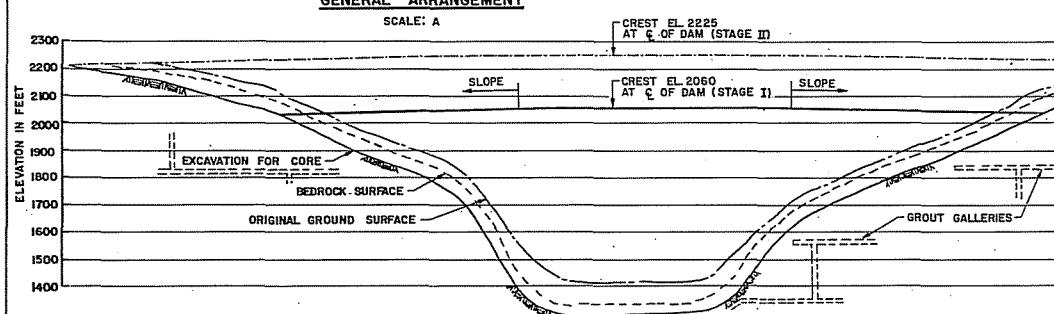 GENERAL ARRANGEMENT
SCALE: A
CREST EL. 2225
AT ℄ OF DAM (STAGE II)
2300
2200
SLOPE
CREST EL. 2060
AT ℄ OF DAM (STAGE I)
SLOPE
2100
2000
1900
EXCAVATION FOR CORE
1800
BEDROCK SURFACE
1700
ORIGINAL GROUND SURFACE
GROUT GALLERIES
1600
1500
1400
ELEVATION IN FEET